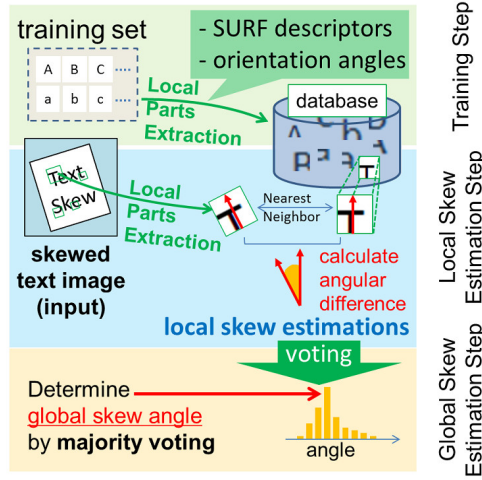 training set
A B C ....
a b c ....
- SURF descriptors
- orientation angles
Local
Parts
Extraction
database
Training Step
Text
Skew
Local
Parts
Extraction
Nearest
Neighbor
T
T
T
skewed
text image
(input)
calculate
angular
difference
local skew estimations
Local Skew
Estimation Step
voting
Determine
global skew angle
by majority voting
angle
Global Skew
Estimation Step